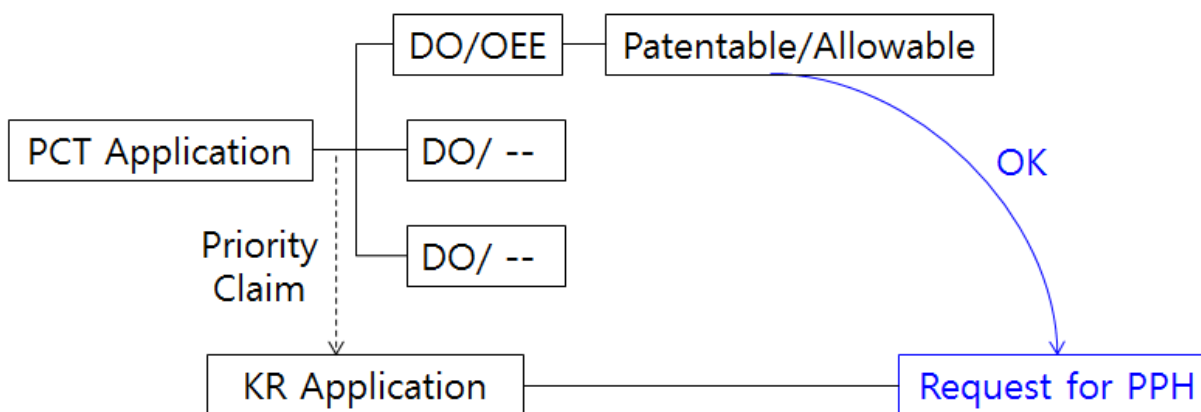 DO/OEE
Patentable/Allowable
PCT Application
DO/ --
OK
Priority
Claim
DO/ --
KR Application
Request for PPH